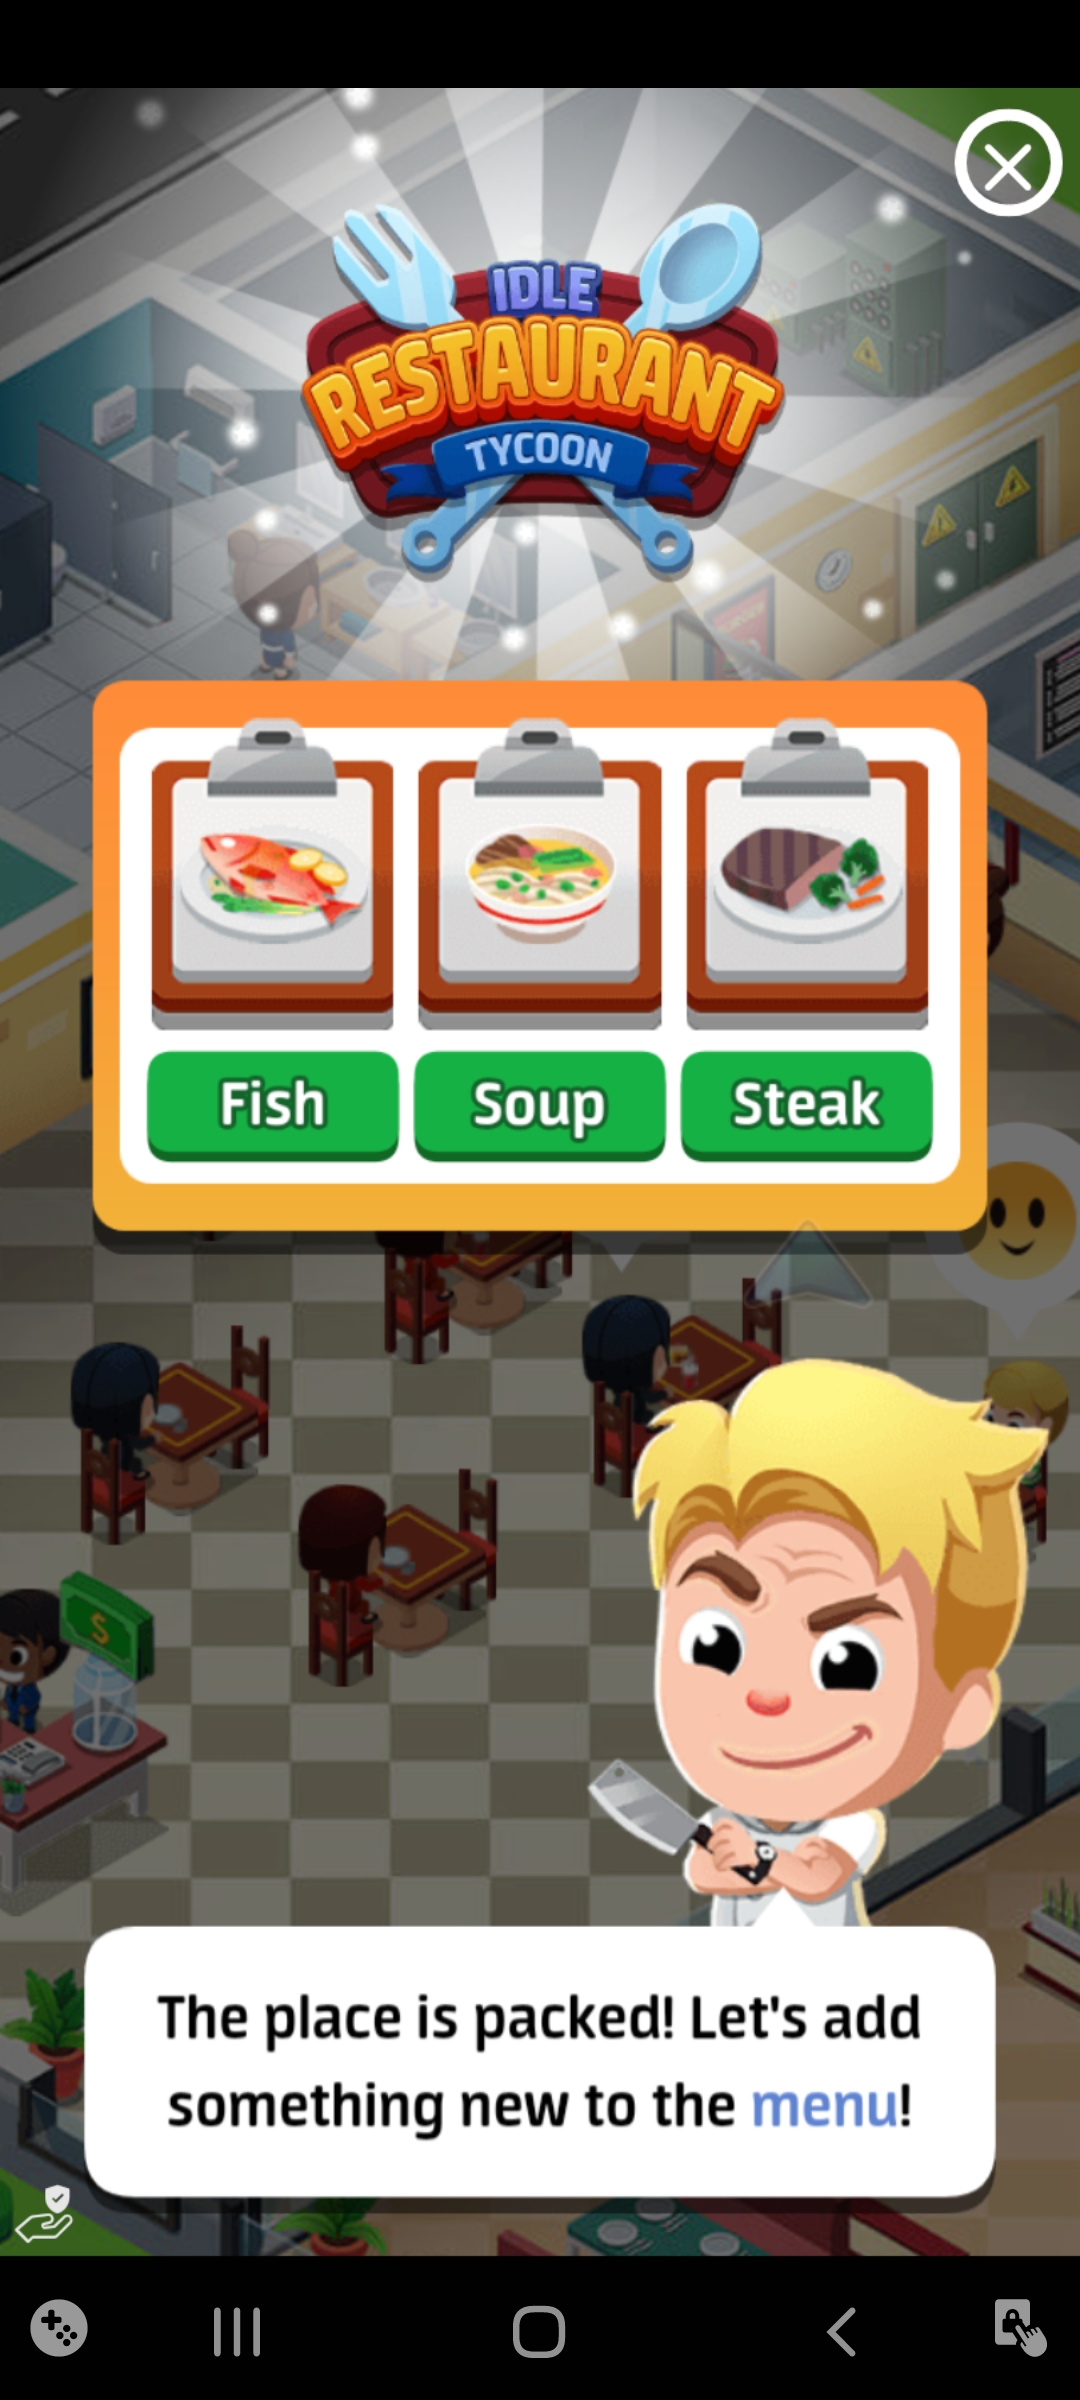 IDLE
RESTAURANT
TYCOON
Fish Soup Steak
$
The place is packed! Let's add
something new to the menu!